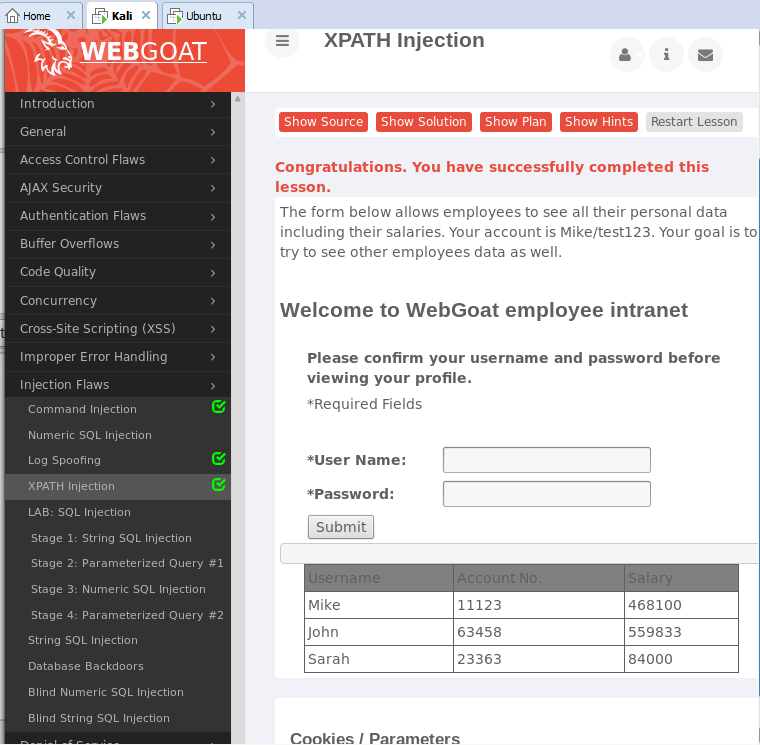 Home
Kali
Ubuntu
WEBGOAT
XPATH Injection
Introduction
General
Access Control Flaws
AJAX Security
Authentication Flaws
Buffer Overflows
Code Quality
Concurrency
Cross-Site Scripting (XSS)
Improper Error Handling
Injection Flaws
Command Injection
Numeric SQL Injection
Log Spoofing
XPATH Injection
LAB: SQL Injection
Stage 1: String SQL Injection
Stage 2: Parameterized Query #1
Stage 3: Numeric SQL Injection
Stage 4: Parameterized Query #2
String SQL Injection
Database Backdoors
Blind Numeric SQL Injection
Blind String SQL Injection
Denial of Service
Show Source Show Solution Show Plan Show Hints Restart Lesson
Congratulations. You have successfully completed this
lesson.
The form below allows employees to see all their personal data
including their salaries. Your account is Mike/test123. Your goal is to
try to see other employees data as well.
Welcome to WebGoat employee intranet
Please confirm your username and password before
viewing your profile.
*Required Fields
*User Name:
*Password:
Submit
Username Account No. Salary
Mike 11123 468100
John 63458 559833
Sarah 23363 84000
Cookies / Parameters